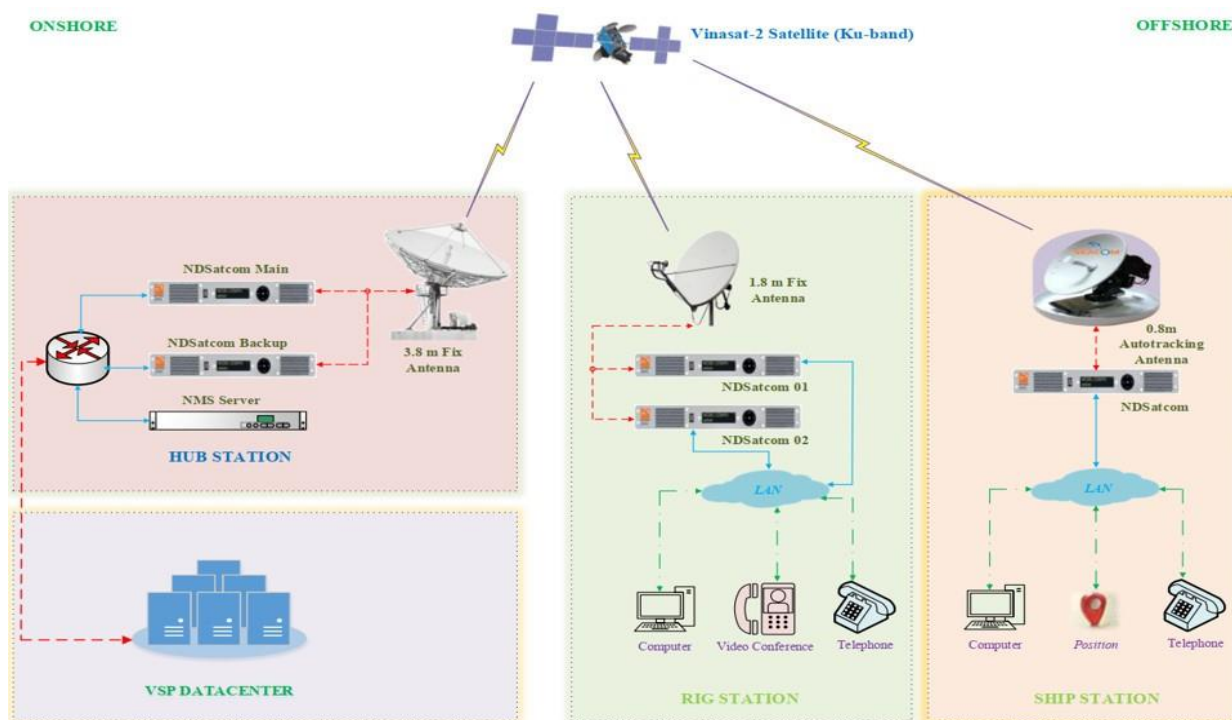 ONSHORE
Vinasat-2 Satellite (Ku-band)
OFFSHORE
NDSatcom Main
NDSatcom Backup
NMS Server
3.8 m Fix
Antenna
HUB STATION
VSP DATACENTER
1.8 m Fix
Antenna
NDSatcom 01
NDSatcom 02
LAN
Computer
Video Conference
Telephone
RIG STATION
0.8m
Autotracking
Antenna
NDSatcom
LAN
Computer
Position
Telephone
SHIP STATION